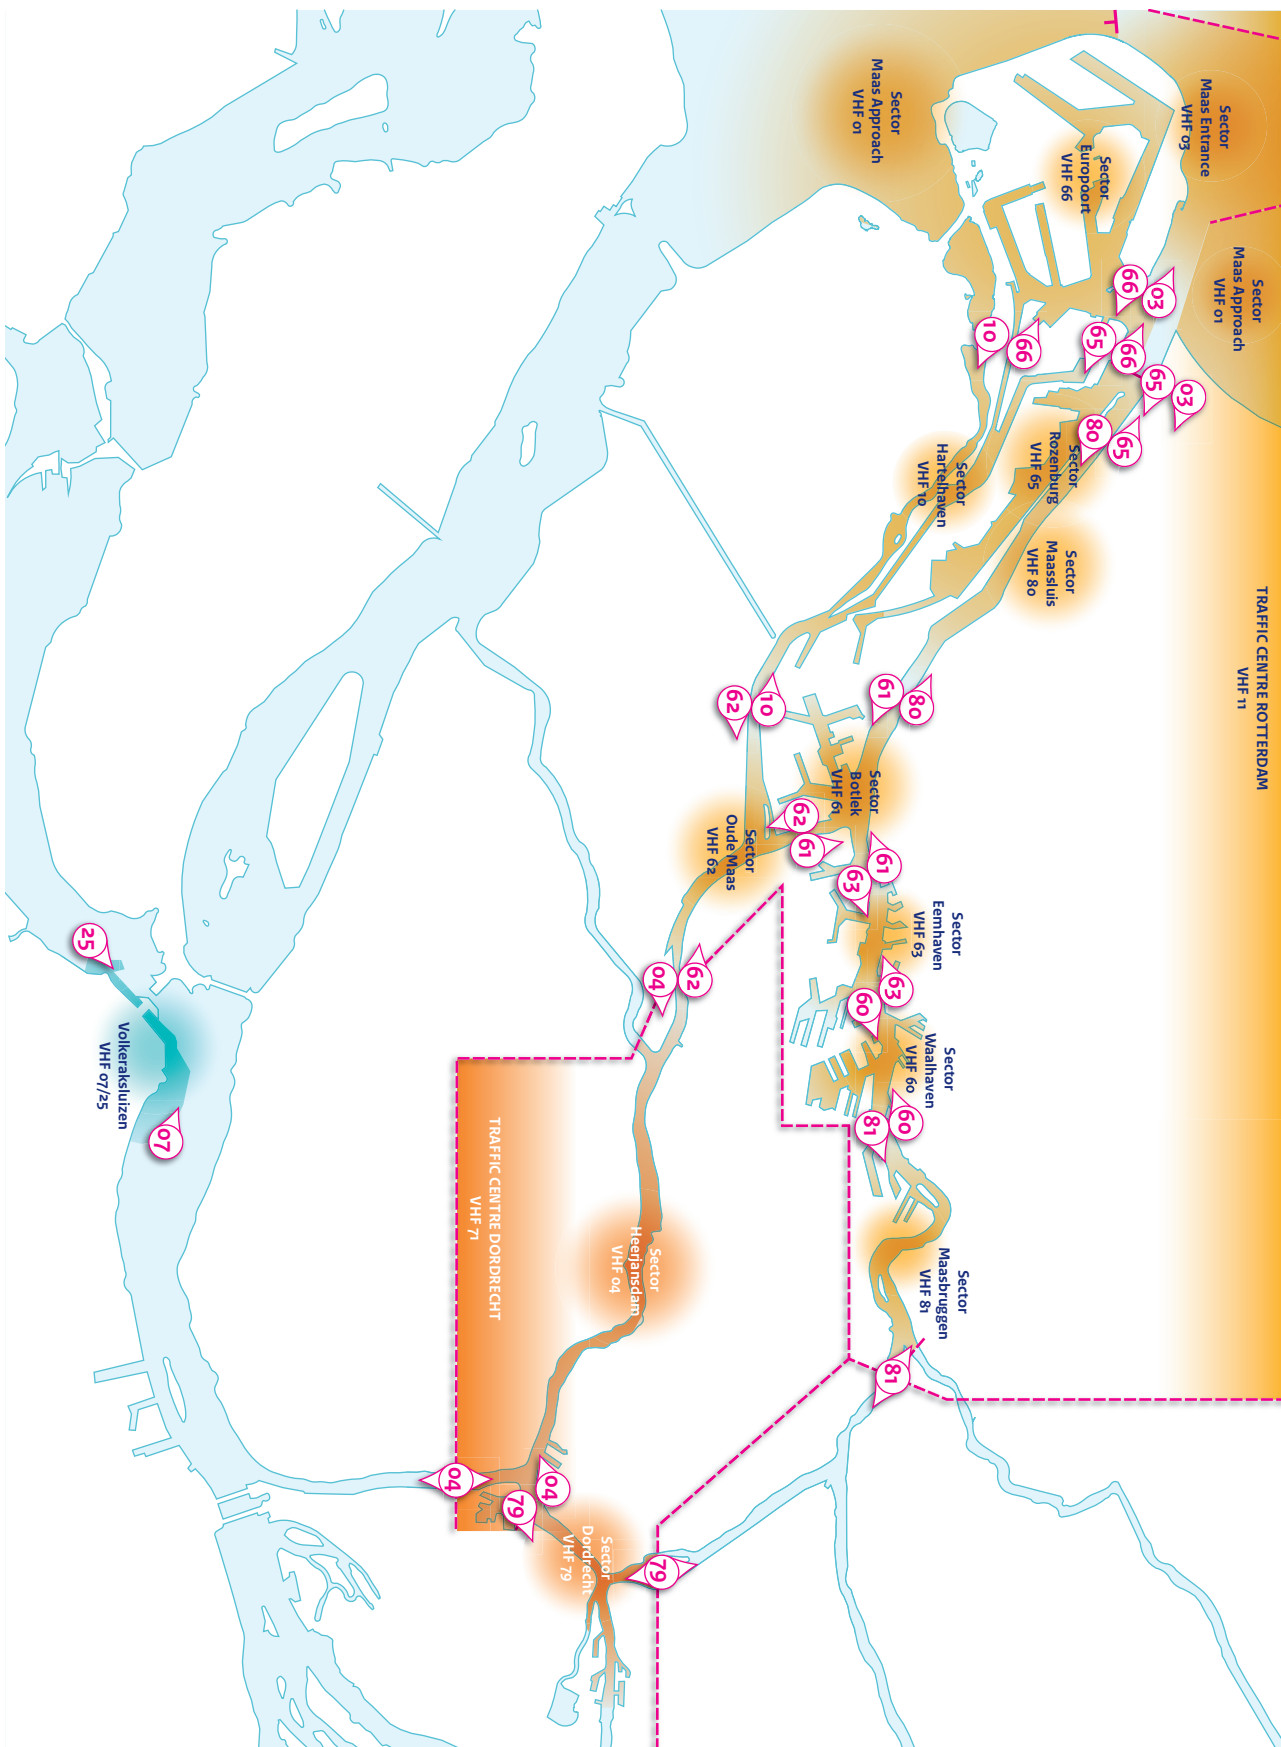 TRAFFIC CENTRE ROTTERDAM
VHF 11
Sector
Maas Entrance
VHF 03
Sector
Maas Approach
VHF 01
Sector
Maas Approach
VHF 01
Sector
Europoort
VHF 66
66
03
65
66
65
03
10
66
80
65
Sector
Rozenburg
VHF 65
Sector
Maassluis
VHF 80
Sector
Hartelhaven
VHF 10
61
80
62
10
Sector
Botlek
VHF 61
62
61
Sector
Oude Maas
VHF 62
63
61
Sector
Eemhaven
VHF 63
60
63
Sector
Waalhaven
VHF 60
81
60
Sector
Maasbruggen
VHF 81
81
04
62
TRAFFIC CENTRE DORDRECHT
VHF 71
Sector
Heerjansdam
VHF 04
04
04
79
Sector
Dordrecht
VHF 79
79
25
Volkeraksluizen
VHF 07/25
07